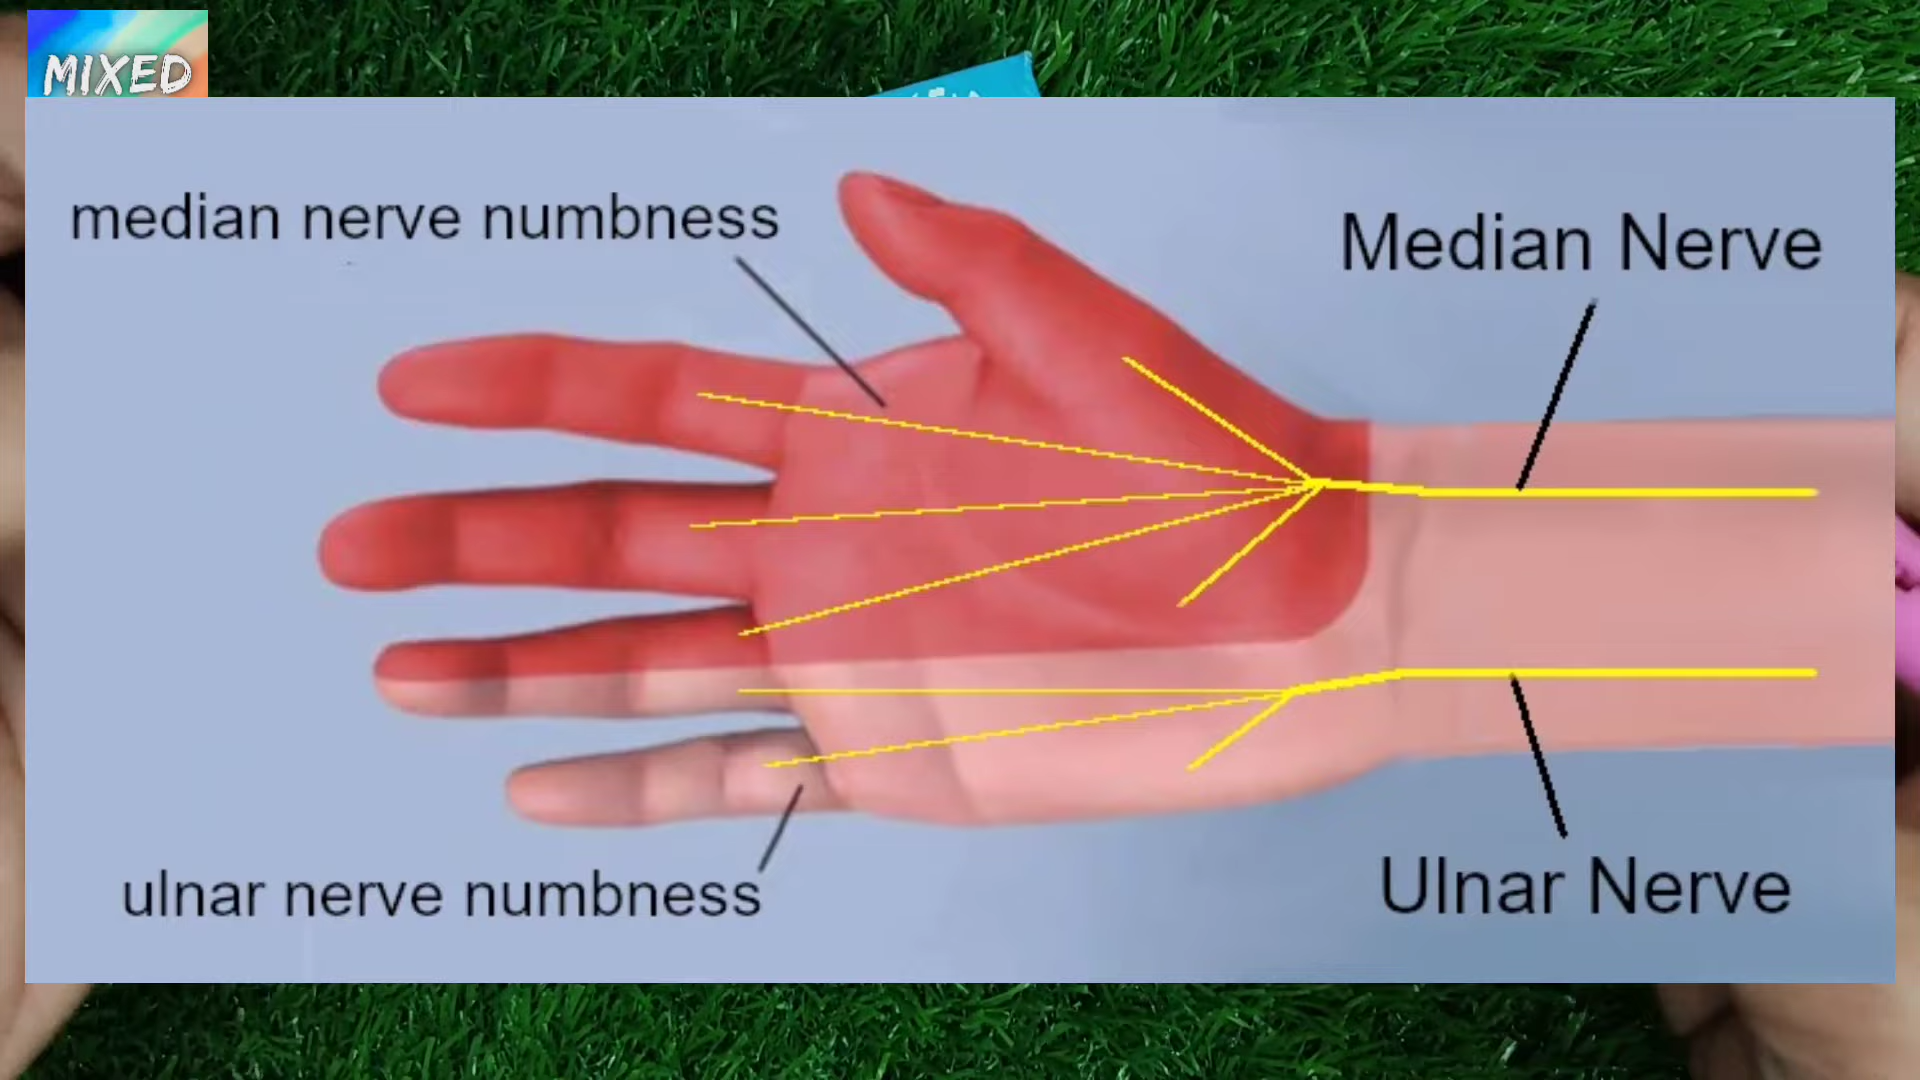 MIXED
median nerve numbness
Median Nerve
ulnar nerve numbness
Ulnar Nerve